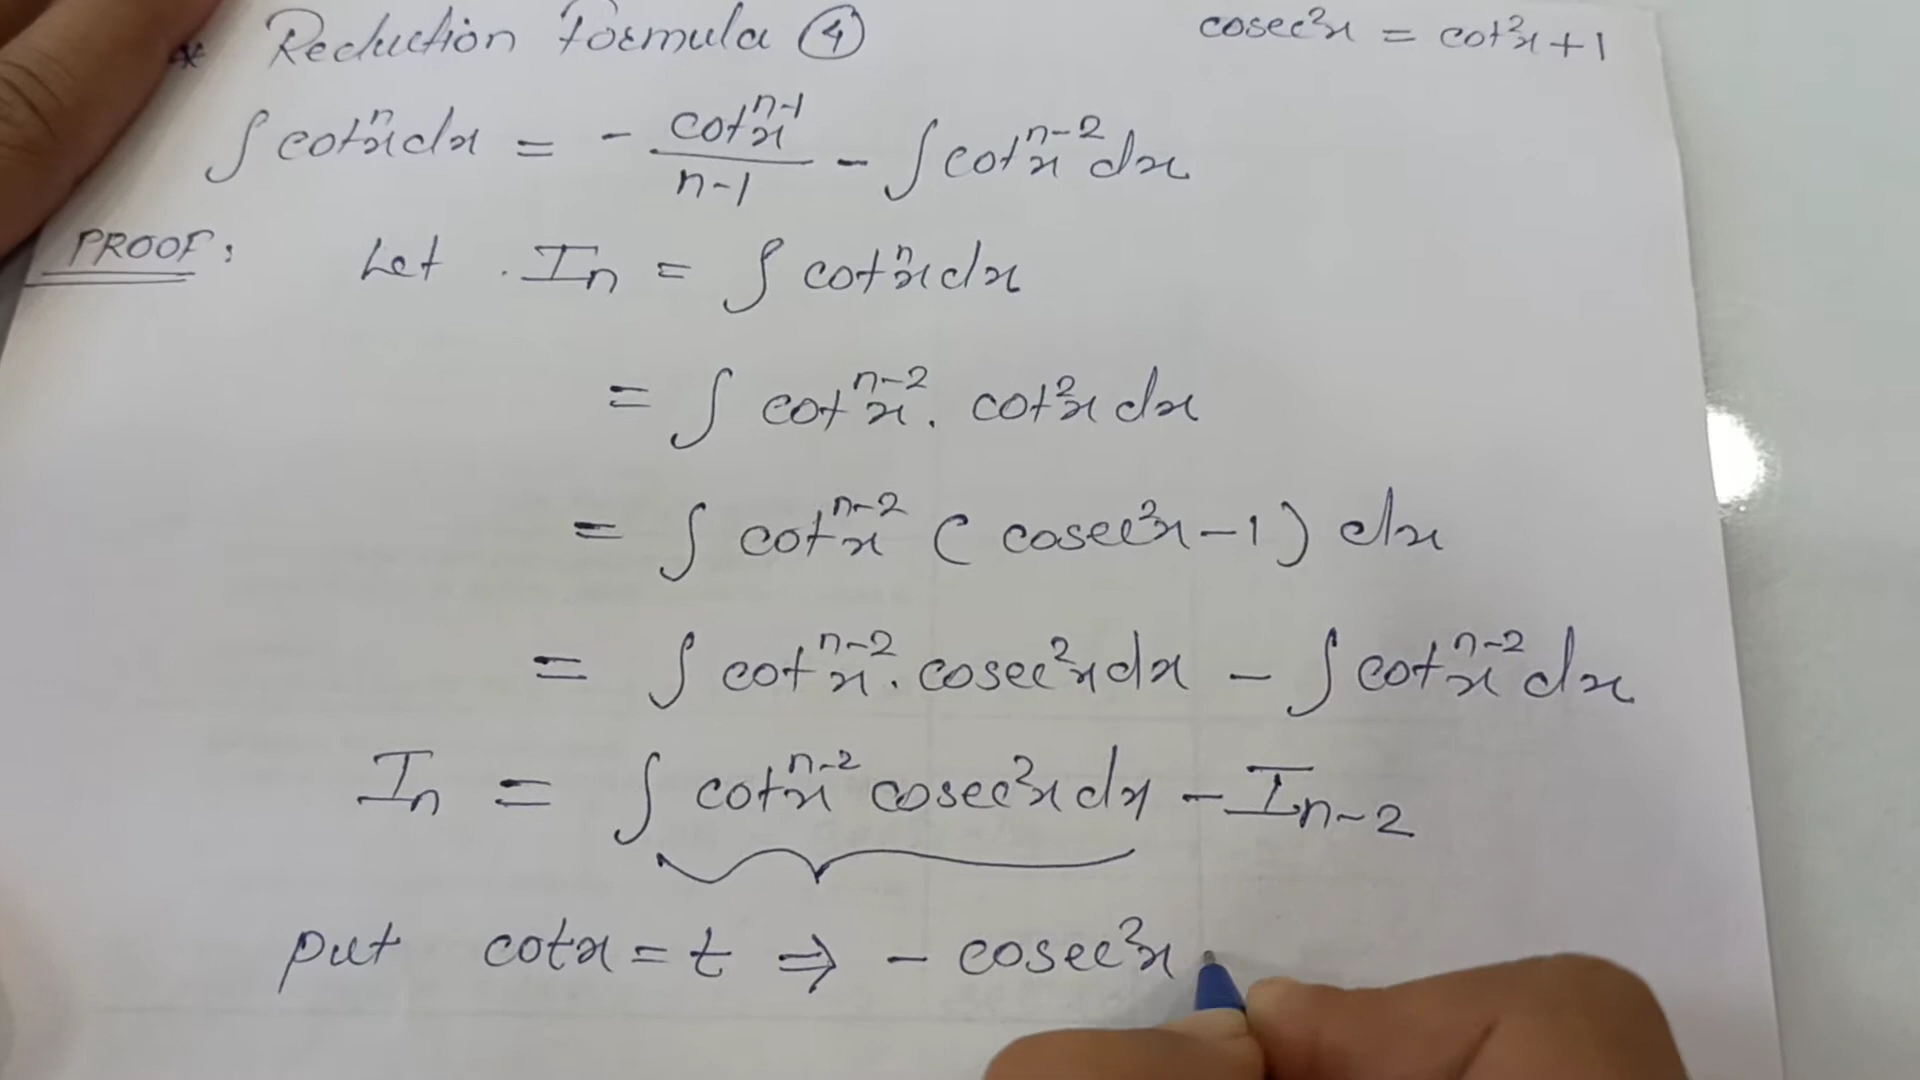 * Reduction Formula ④ cosec²x = cot²x + 1
∫ cotⁿx dx = - cotⁿ⁻¹x / n-1 - ∫ cotⁿ⁻²x dx
PROOF: Let Iₙ = ∫ cotⁿx dx
= ∫ cotⁿ⁻²x . cot²x dx
= ∫ cotⁿ⁻²x (cosec²x - 1) dx
= ∫ cotⁿ⁻²x . cosec²x dx - ∫ cotⁿ⁻²x dx
Iₙ = ∫ cotⁿ⁻²x cosec²x dx - Iₙ₋₂
put cotx = t ⇒ - cosec²x